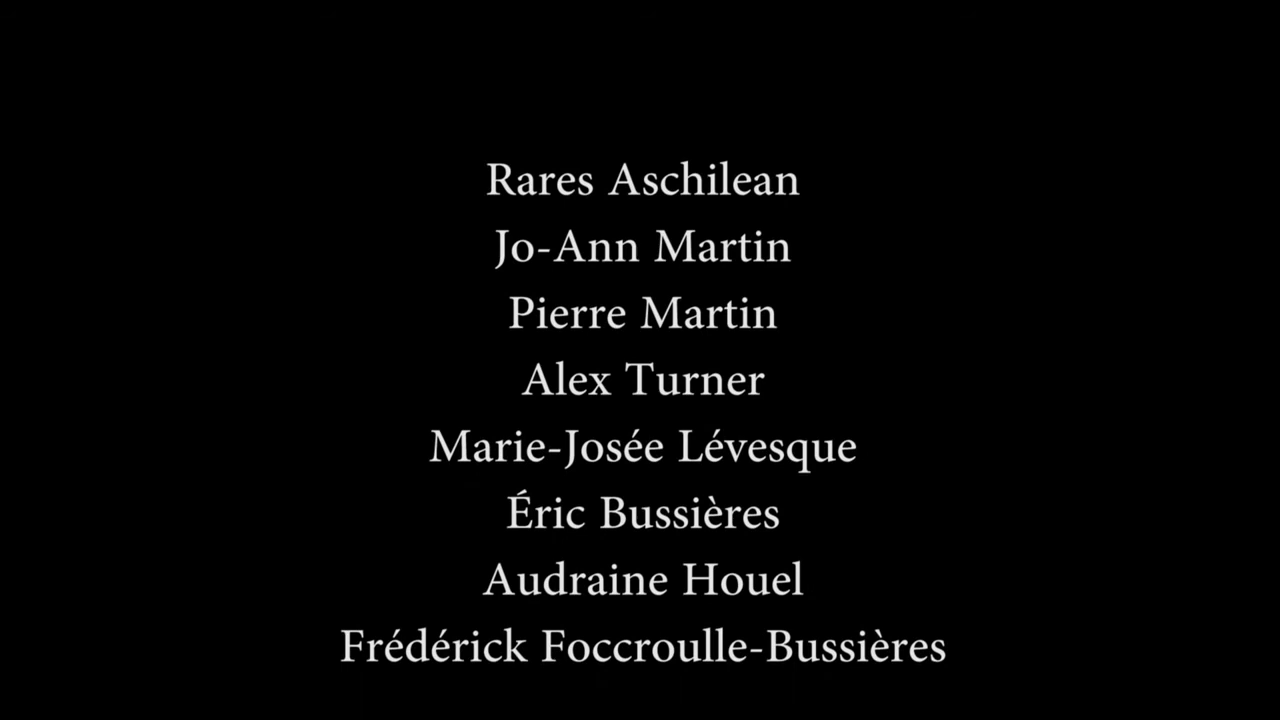 Rares Aschilean
Jo-Ann Martin
Pierre Martin
Alex Turner
Marie-Josée Lévesque
Éric Bussières
Audraine Houel
Frédérick Foccroulle-Bussières